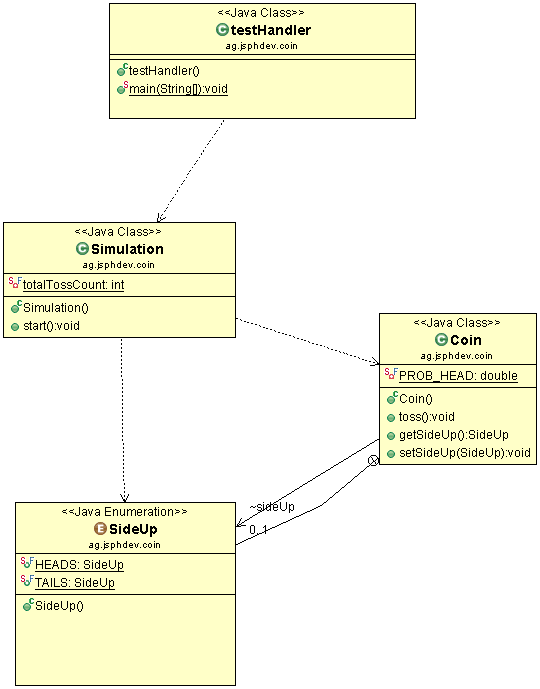 <<Java Class>>
testHandler
ag.jsphdev.coin
testHandler()
main(String[]):void
<<Java Class>>
Simulation
ag.jsphdev.coin
totalTossCount: int
Simulation()
start():void
<<Java Class>>
Coin
ag.jsphdev.coin
PROB_HEAD: double
Coin()
toss():void
getSideUp():SideUp
setSideUp(SideUp):void
~sideUp
0..1
<<Java Enumeration>>
SideUp
ag.jsphdev.coin
HEADS: SideUp
TAILS: SideUp
SideUp()